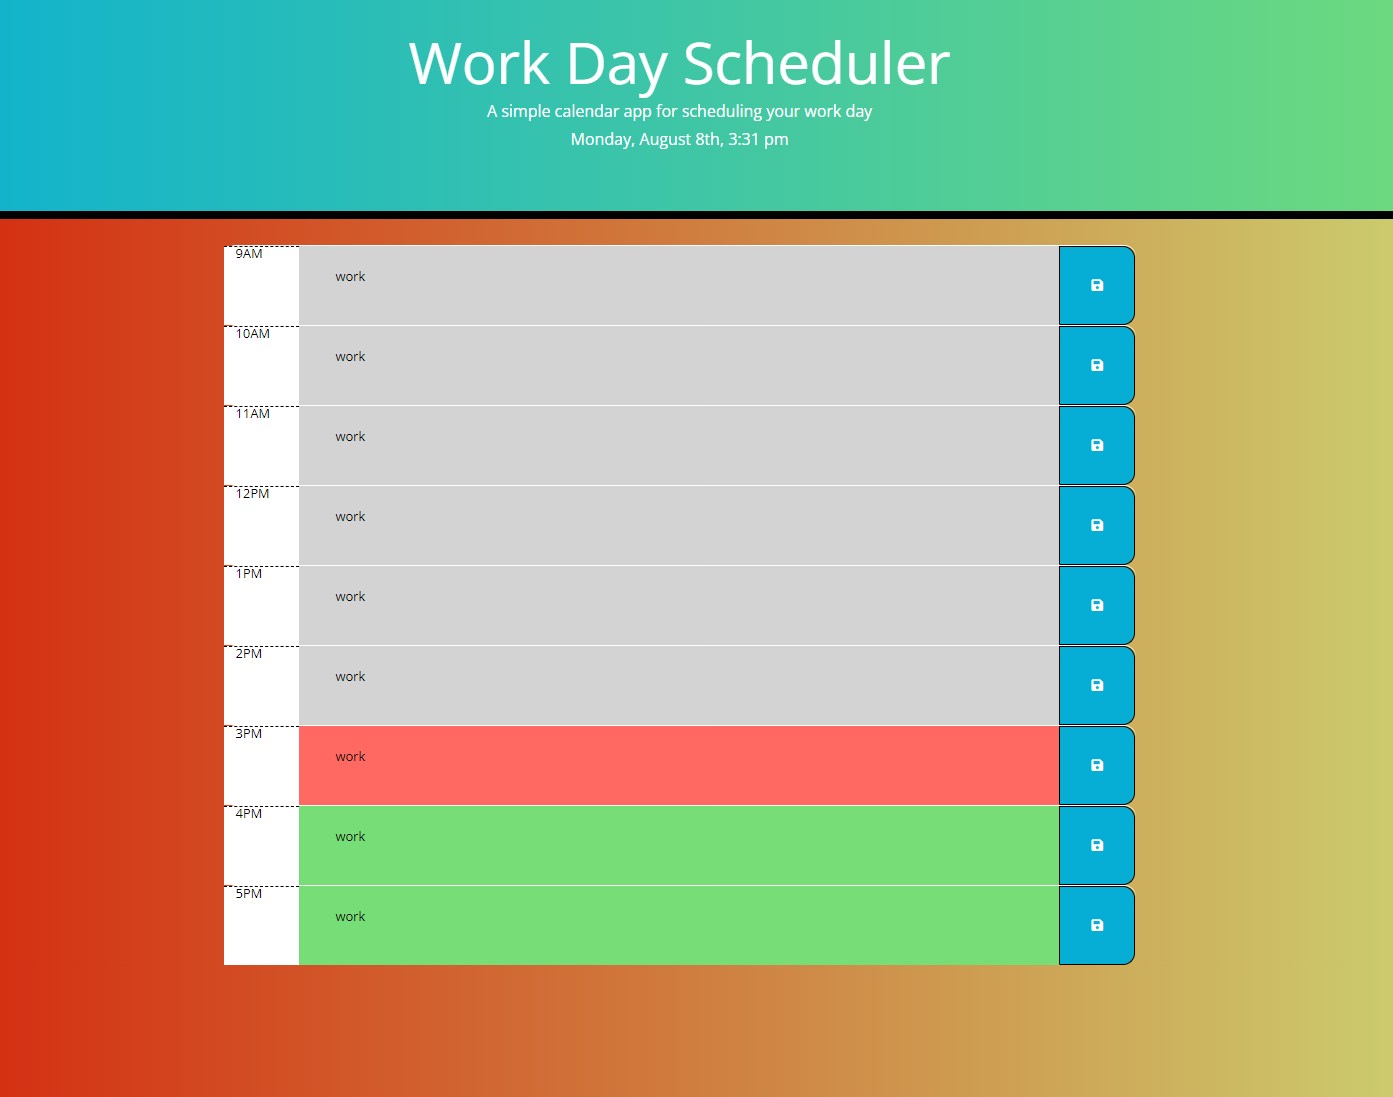 Work Day Scheduler
A simple calendar app for scheduling your work day
Monday, August 8th, 3:31 pm
9AM
work
10AM
work
11AM
work
12PM
work
1PM
work
2PM
work
3PM
work
4PM
work
5PM
work